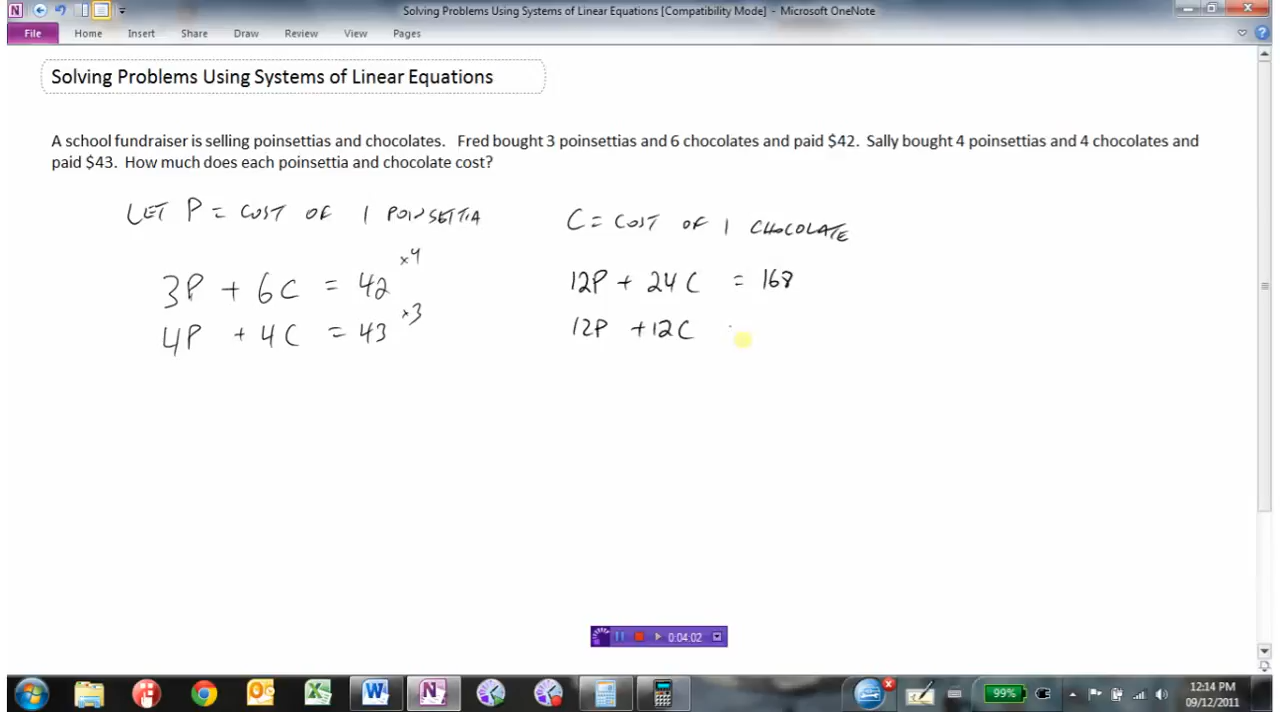 Solving Problems Using Systems of Linear Equations [Compatibility Mode] - Microsoft OneNote
File Home Insert Share Draw Review View Pages
Solving Problems Using Systems of Linear Equations
A school fundraiser is selling poinsettias and chocolates. Fred bought 3 poinsettias and 6 chocolates and paid $42. Sally bought 4 poinsettias and 4 chocolates and
paid $43. How much does each poinsettia and chocolate cost?
LET P = COST OF 1 POINSETTIA
C = COST OF 1 CHOCOLATE
3P + 6C = 42 ×4
12P + 24C = 168
4P + 4C = 43 ×3
12P + 12C
0:04:02
99%
12:14 PM
09/12/2011